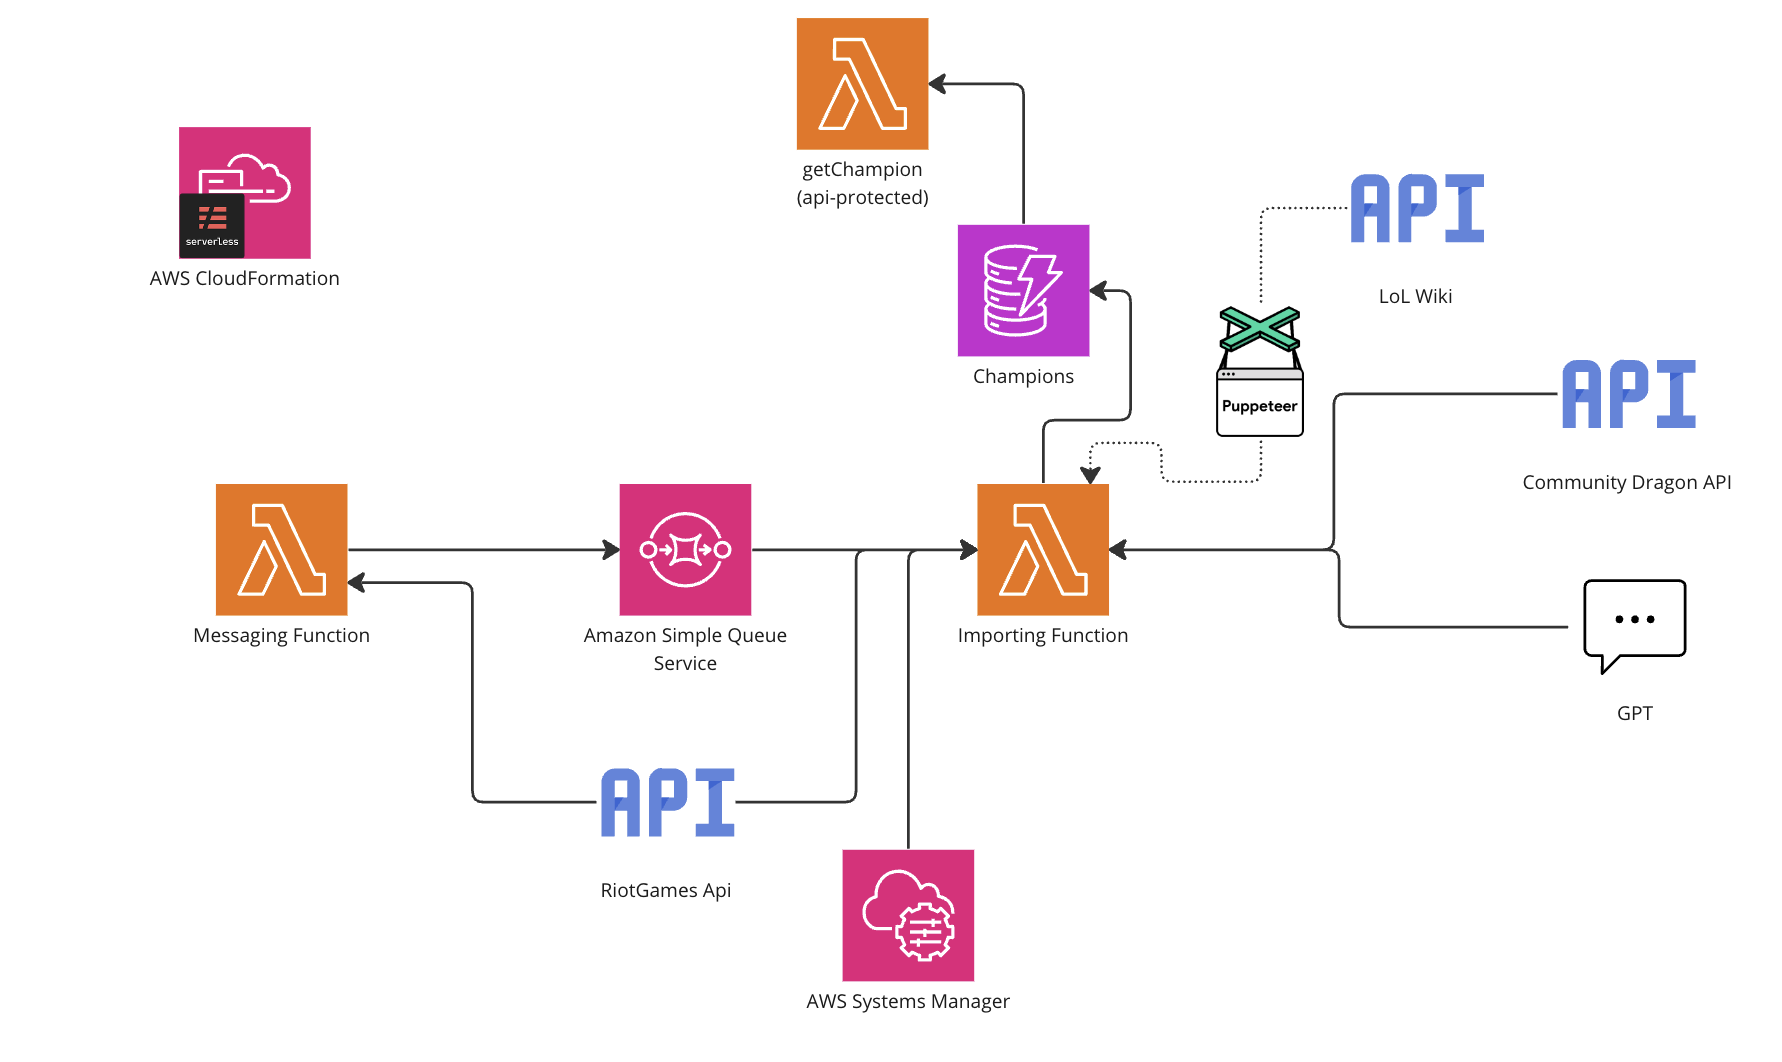 getChampion
(api-protected)
serverless
AWS CloudFormation
API
LoL Wiki
Champions
Puppeteer
API
Community Dragon API
Messaging Function
Amazon Simple Queue
Service
Importing Function
GPT
API
RiotGames Api
AWS Systems Manager